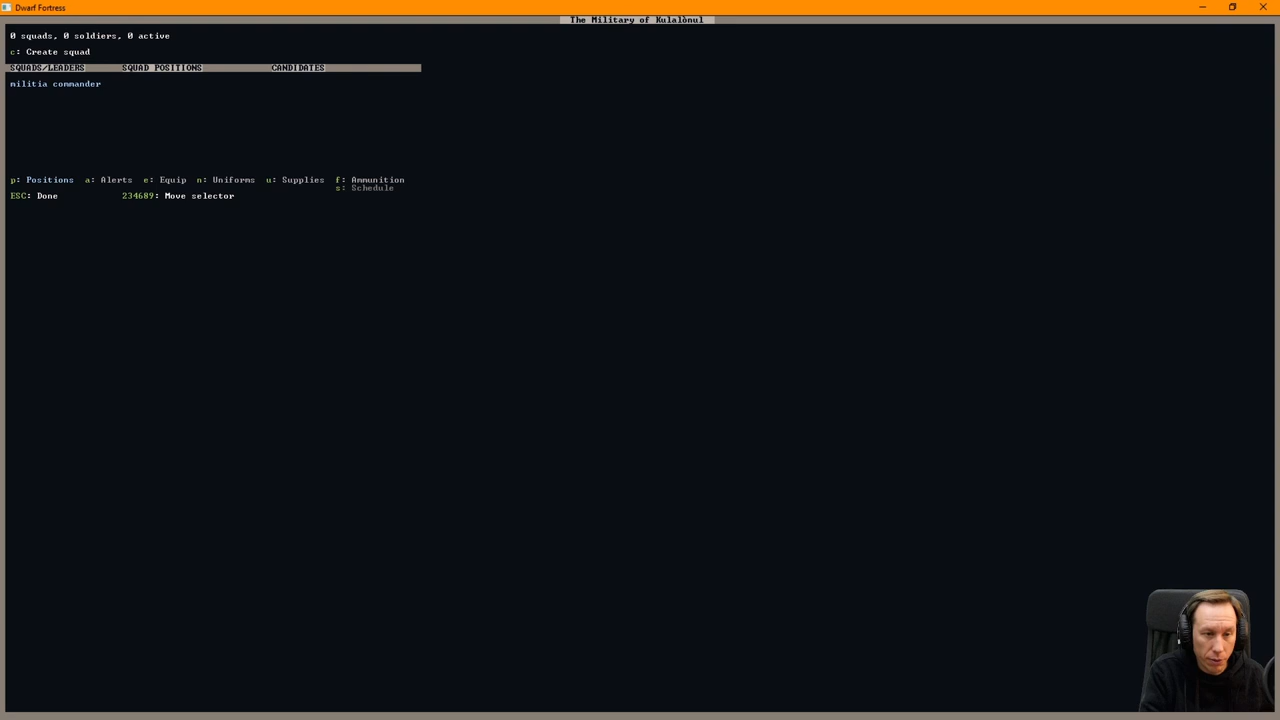 Dwarf Fortress
The Military of Kulalònul
0 squads, 0 soldiers, 0 active
c: Create squad
SQUADS/LEADERS SQUAD POSITIONS CANDIDATES
militia commander
p: Positions a: Alerts e: Equip n: Uniforms u: Supplies f: Ammunition
s: Schedule
ESC: Done 234689: Move selector